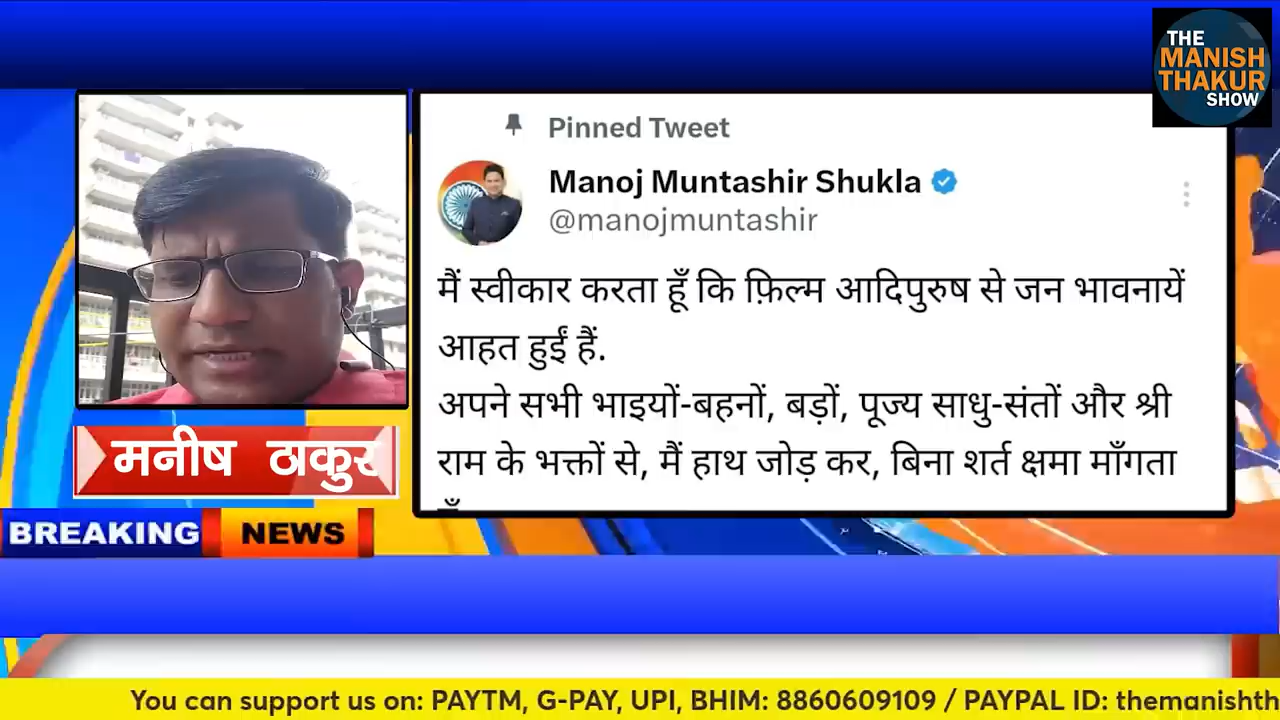 THE
MANISH
THAKUR
SHOW
Pinned Tweet
Manoj Muntashir Shukla
@manojmuntashir
मैं स्वीकार करता हूँ कि फ़िल्म आदिपुरुष से जन भावनायें
आहत हुईं हैं.
अपने सभी भाइयों-बहनों, बड़ों, पूज्य साधु-संतों और श्री
राम के भक्तों से, मैं हाथ जोड़ कर, बिना शर्त क्षमा माँगता
मनीष ठाकुर
BREAKING NEWS
You can support us on: PAYTM, G-PAY, UPI, BHIM: 8860609109 / PAYPAL ID: themanishth